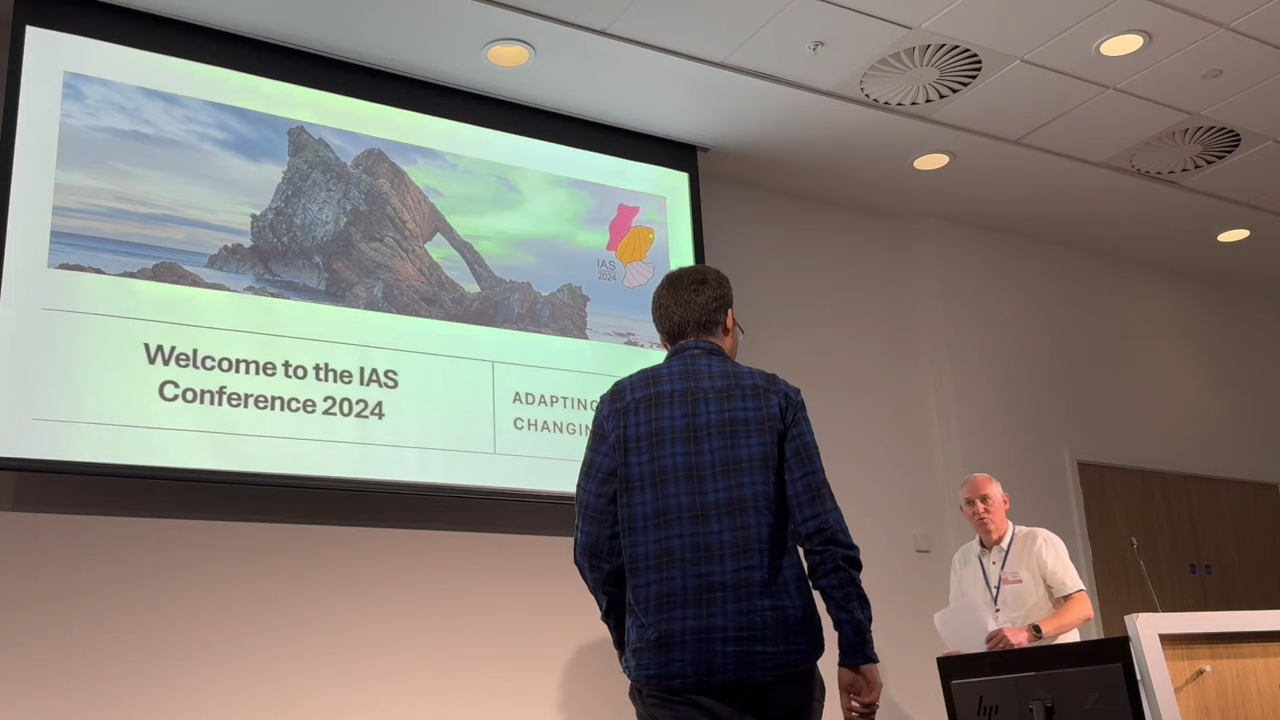 IAS
2024
Welcome to the IAS
Conference 2024
ADAPTING
CHANGIN
hp